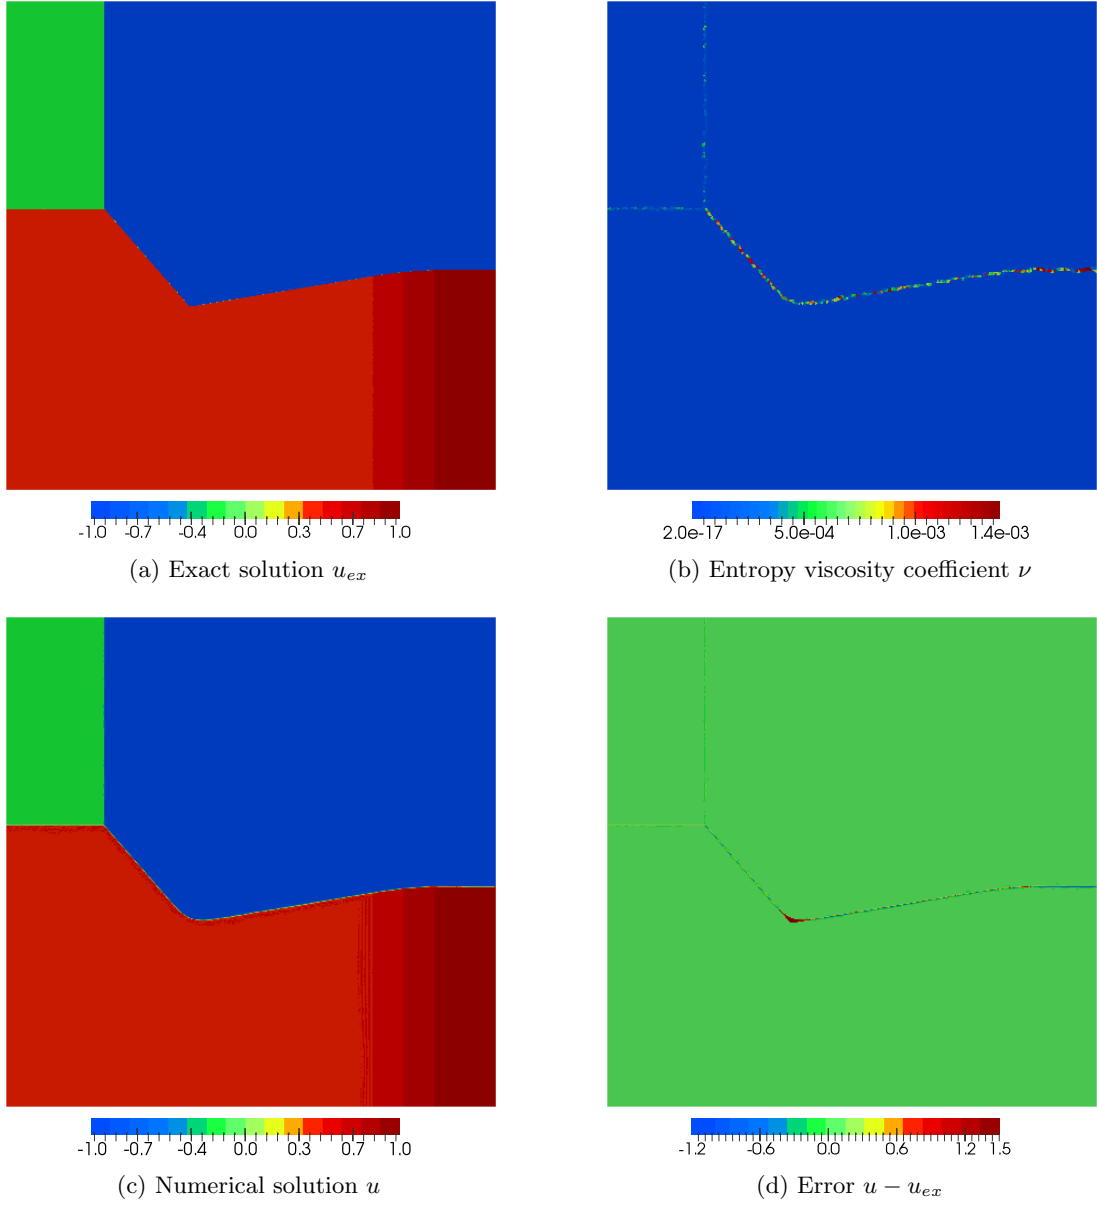 -1.0 -0.7 -0.4 0.0 0.3 0.7 1.0
2.0e-17 5.0e-04 1.0e-03 1.4e-03
(a) Exact solution u_{ex}
(b) Entropy viscosity coefficient ν
-1.0 -0.7 -0.4 0.0 0.3 0.7 1.0
-1.2 -0.6 0.0 0.6 1.2 1.5
(c) Numerical solution u
(d) Error u − u_{ex}